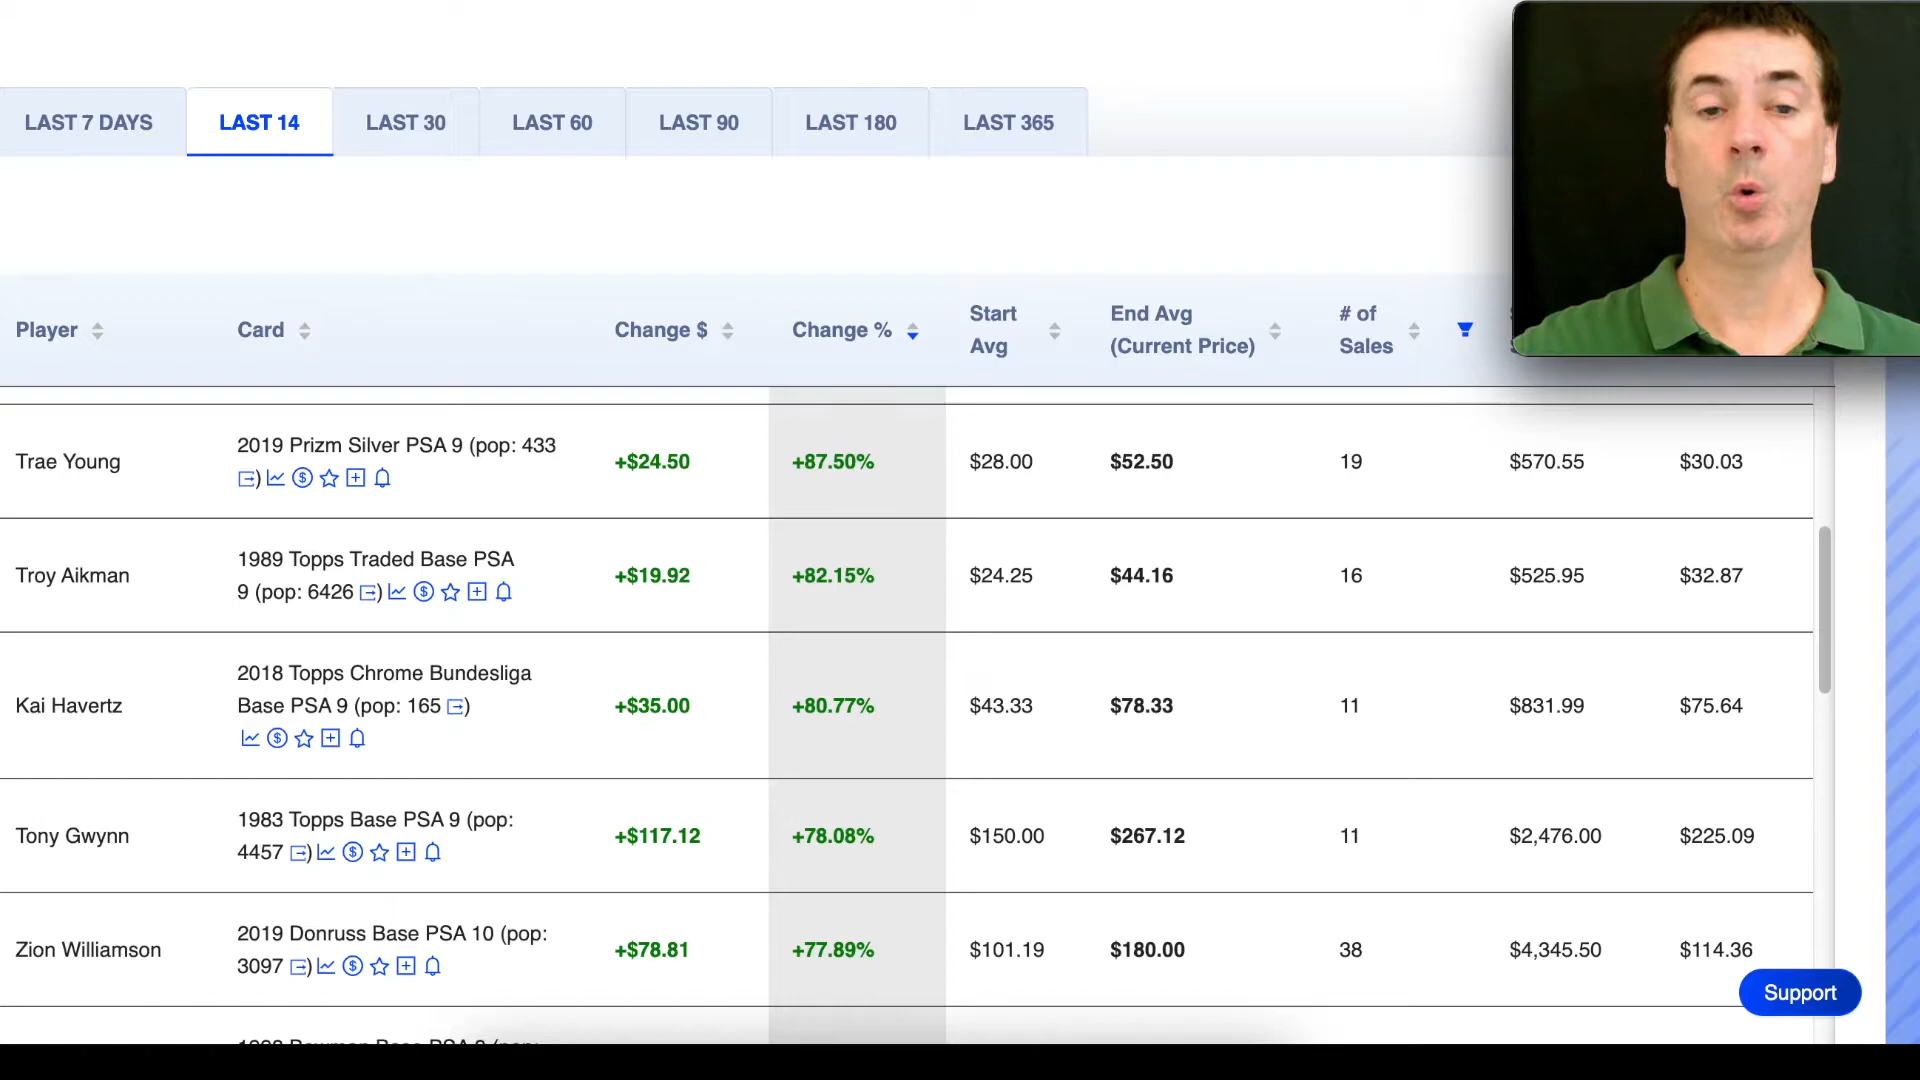 LAST 7 DAYS LAST 14 LAST 30 LAST 60 LAST 90 LAST 180 LAST 365
Player Card Change $ Change % Start Avg End Avg (Current Price) # of Sales
Trae Young 2019 Prizm Silver PSA 9 (pop: 433 ) +$24.50 +87.50% $28.00 $52.50 19 $570.55 $30.03
Troy Aikman 1989 Topps Traded Base PSA 9 (pop: 6426 ) +$19.92 +82.15% $24.25 $44.16 16 $525.95 $32.87
Kai Havertz 2018 Topps Chrome Bundesliga Base PSA 9 (pop: 165 ) +$35.00 +80.77% $43.33 $78.33 11 $831.99 $75.64
Tony Gwynn 1983 Topps Base PSA 9 (pop: 4457 ) +$117.12 +78.08% $150.00 $267.12 11 $2,476.00 $225.09
Zion Williamson 2019 Donruss Base PSA 10 (pop: 3097 ) +$78.81 +77.89% $101.19 $180.00 38 $4,345.50 $114.36
Support